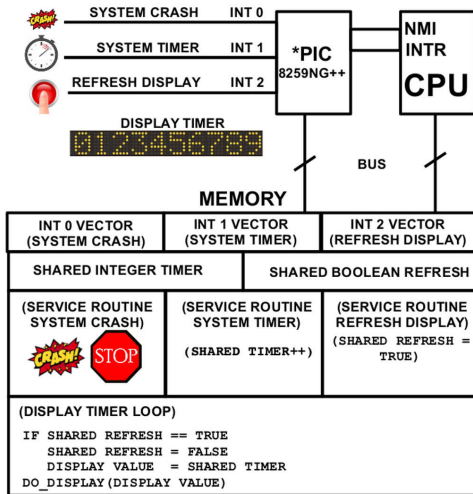 SYSTEM CRASH INT 0
SYSTEM TIMER INT 1
REFRESH DISPLAY INT 2
*PIC
8259NG++
NMI
INTR
CPU
DISPLAY TIMER
0123456789
BUS
MEMORY
INT 0 VECTOR
(SYSTEM CRASH)
INT 1 VECTOR
(SYSTEM TIMER)
INT 2 VECTOR
(REFRESH DISPLAY)
SHARED INTEGER TIMER
SHARED BOOLEAN REFRESH
(SERVICE ROUTINE
SYSTEM CRASH)
CRASH!
STOP
(SERVICE ROUTINE
SYSTEM TIMER)
(SHARED TIMER++)
(SERVICE ROUTINE
REFRESH DISPLAY)
(SHARED REFRESH =
TRUE)
(DISPLAY TIMER LOOP)
IF SHARED REFRESH == TRUE
SHARED REFRESH = FALSE
DISPLAY VALUE = SHARED TIMER
DO_DISPLAY(DISPLAY VALUE)